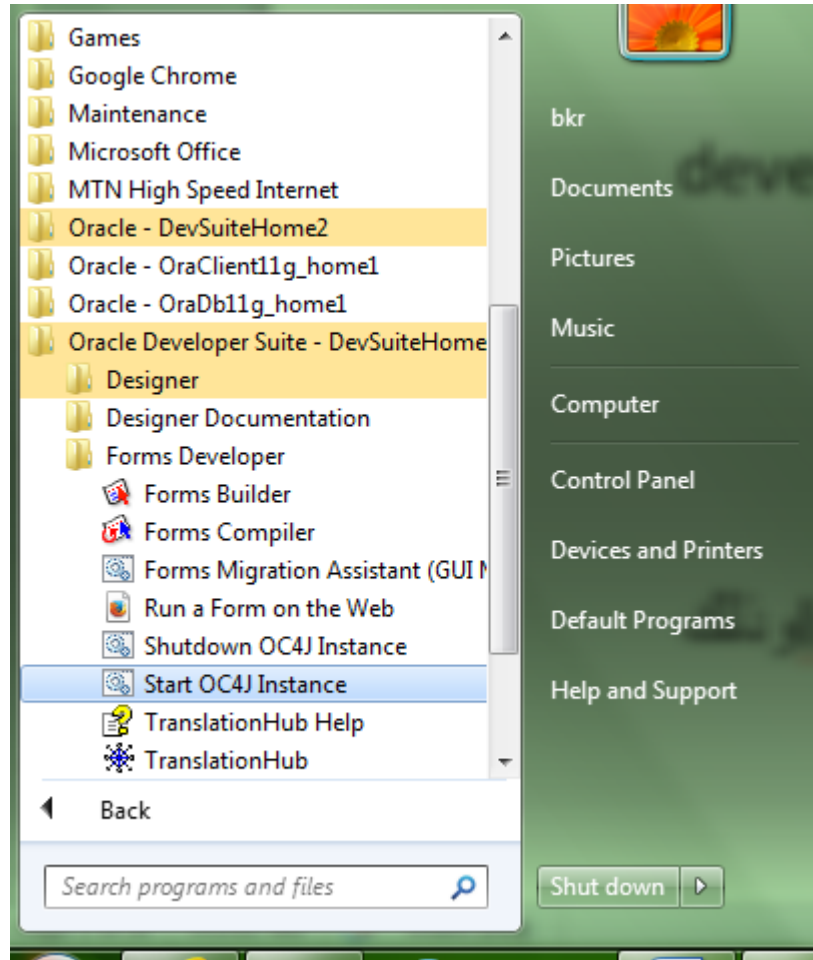 Games
Google Chrome
Maintenance
Microsoft Office
MTN High Speed Internet
Oracle - DevSuiteHome2
Oracle - OraClient11g_home1
Oracle - OraDb11g_home1
Oracle Developer Suite - DevSuiteHome
Designer
Designer Documentation
Forms Developer
Forms Builder
Forms Compiler
Forms Migration Assistant (GUI
Run a Form on the Web
Shutdown OC4J Instance
Start OC4J Instance
TranslationHub Help
TranslationHub
Back
Search programs and files
bkr
Documents
Pictures
Music
Computer
Control Panel
Devices and Printers
Default Programs
Help and Support
Shut down